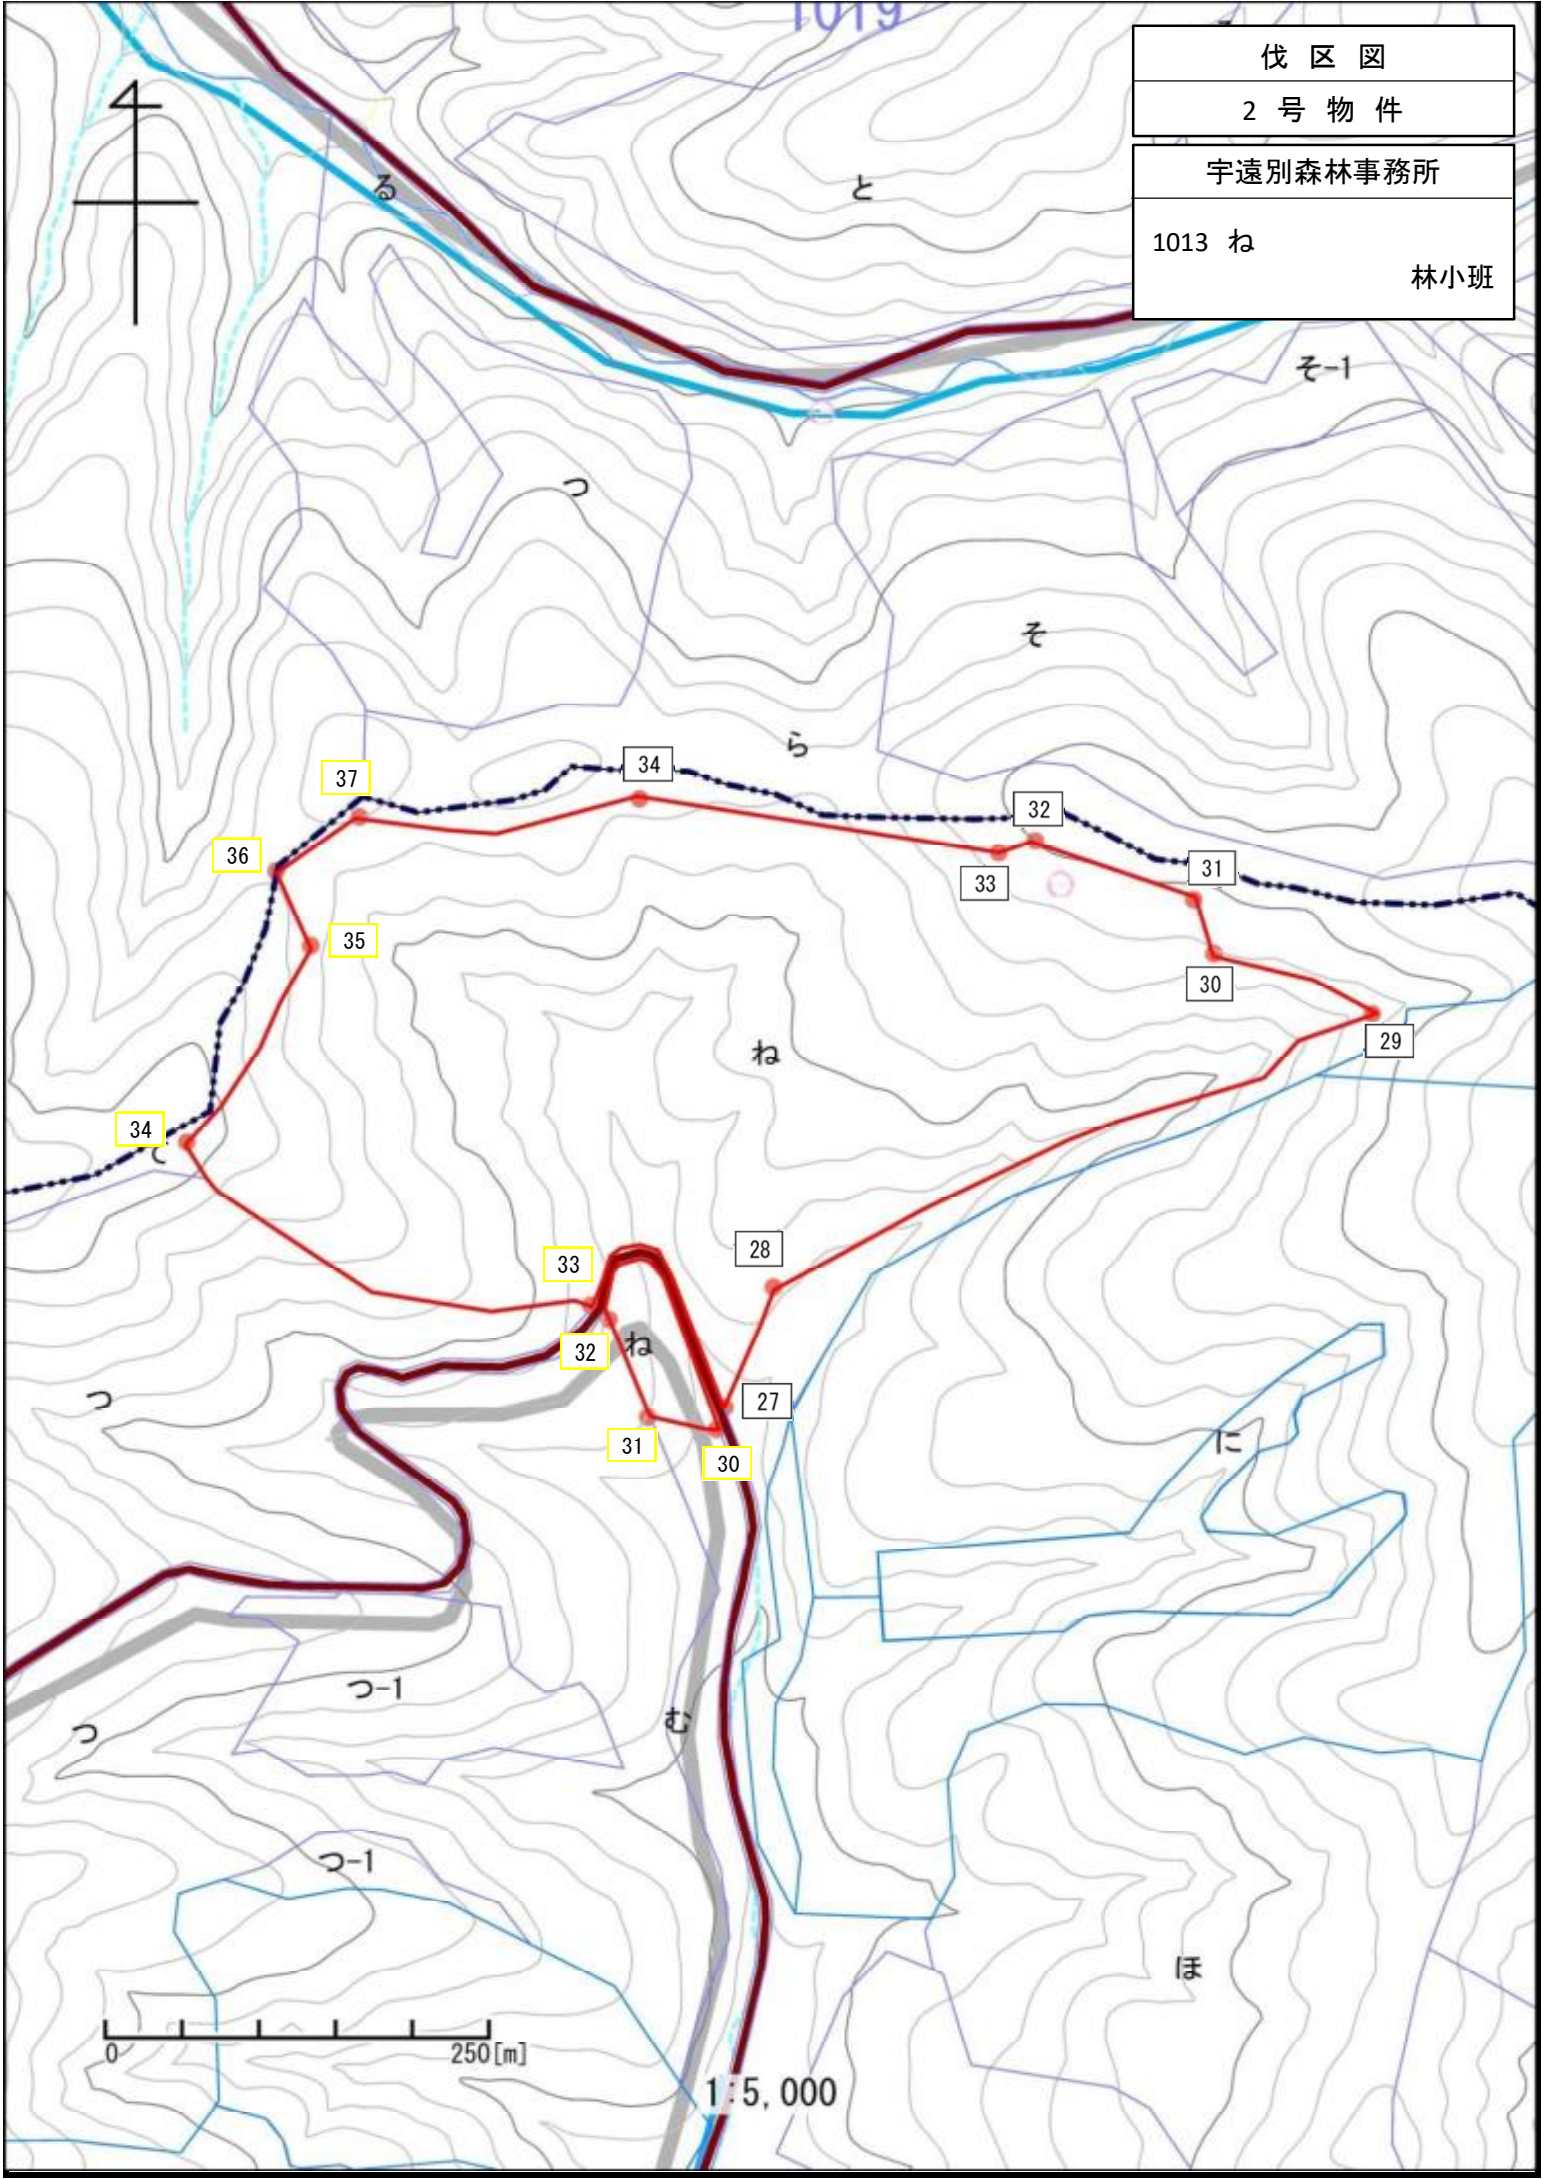 1019
伐 区 図
2 号 物 件
宇遠別森林事務所
1013 ね
林小班
る
と
そ-1
つ
そ
ら
34
37
32
36
31
33
35
30
29
ね
34
28
33
ね
32
27
つ
31
30
に
つ-1
む
つ
つ-1
ほ
0
250[m]
1:5,000